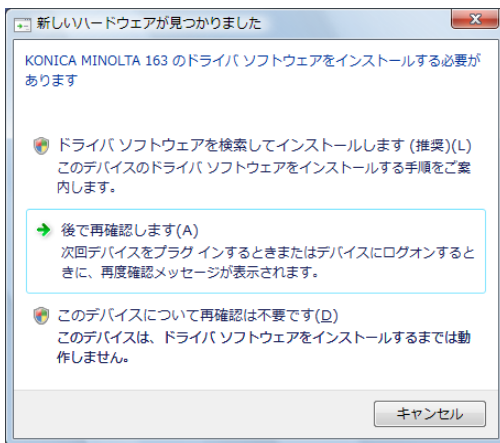 新しいハードウェアが見つかりました
KONICA MINOLTA 163 のドライバ ソフトウェアをインストールする必要が
あります
ドライバ ソフトウェアを検索してインストールします (推奨)(L)
このデバイスのドライバ ソフトウェアをインストールする手順をご案
内します。
後で再確認します(A)
次回デバイスをプラグ インするときまたはデバイスにログオンすると
きに、再度確認メッセージが表示されます。
このデバイスについて再確認は不要です(D)
このデバイスは、ドライバ ソフトウェアをインストールするまでは動
作しません。
キャンセル